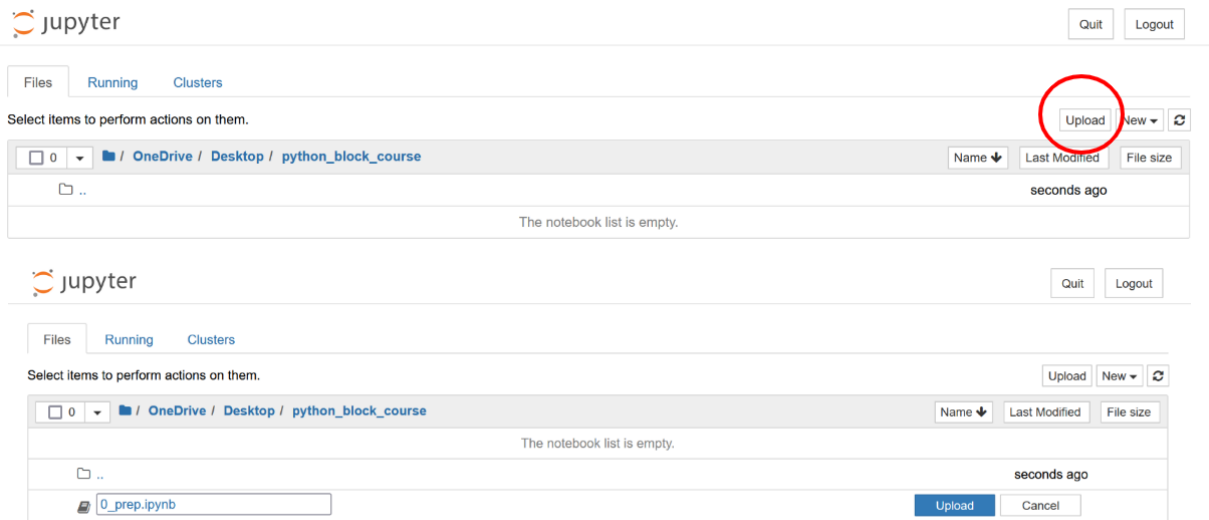 jupyter Quit Logout
Files Running Clusters
Select items to perform actions on them. Upload New
0 / OneDrive / Desktop / python_block_course Name Last Modified File size
.. seconds ago
The notebook list is empty.
jupyter Quit Logout
Files Running Clusters
Select items to perform actions on them. Upload New
0 / OneDrive / Desktop / python_block_course Name Last Modified File size
The notebook list is empty.
.. seconds ago
0_prep.ipynb Upload Cancel